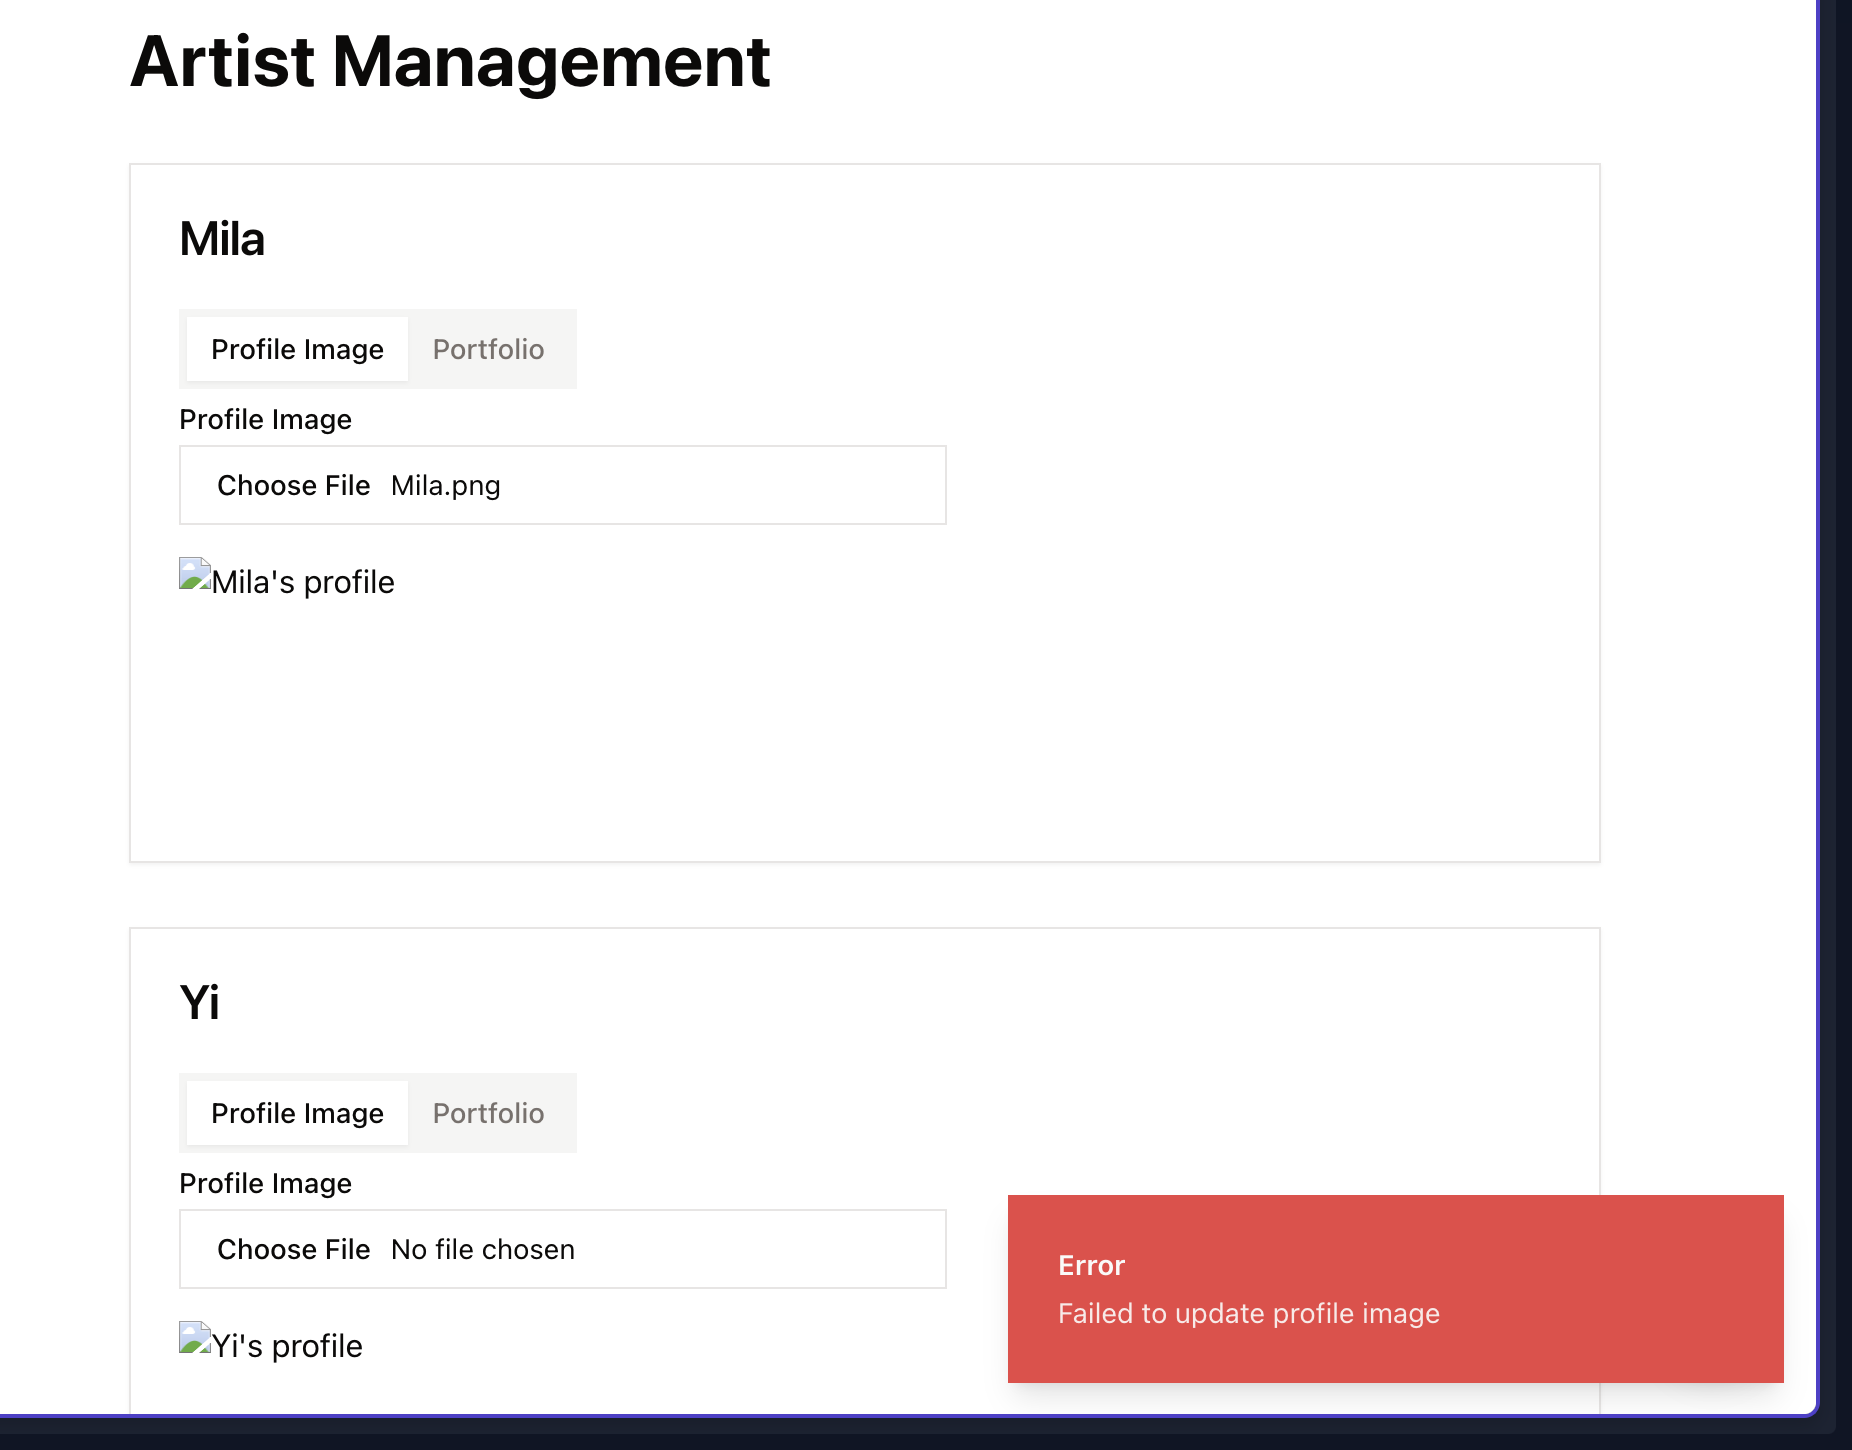 Artist Management
Mila
Profile Image Portfolio
Profile Image
Choose File Mila.png
Mila's profile
Yi
Profile Image Portfolio
Profile Image
Choose File No file chosen
Yi's profile
Error
Failed to update profile image